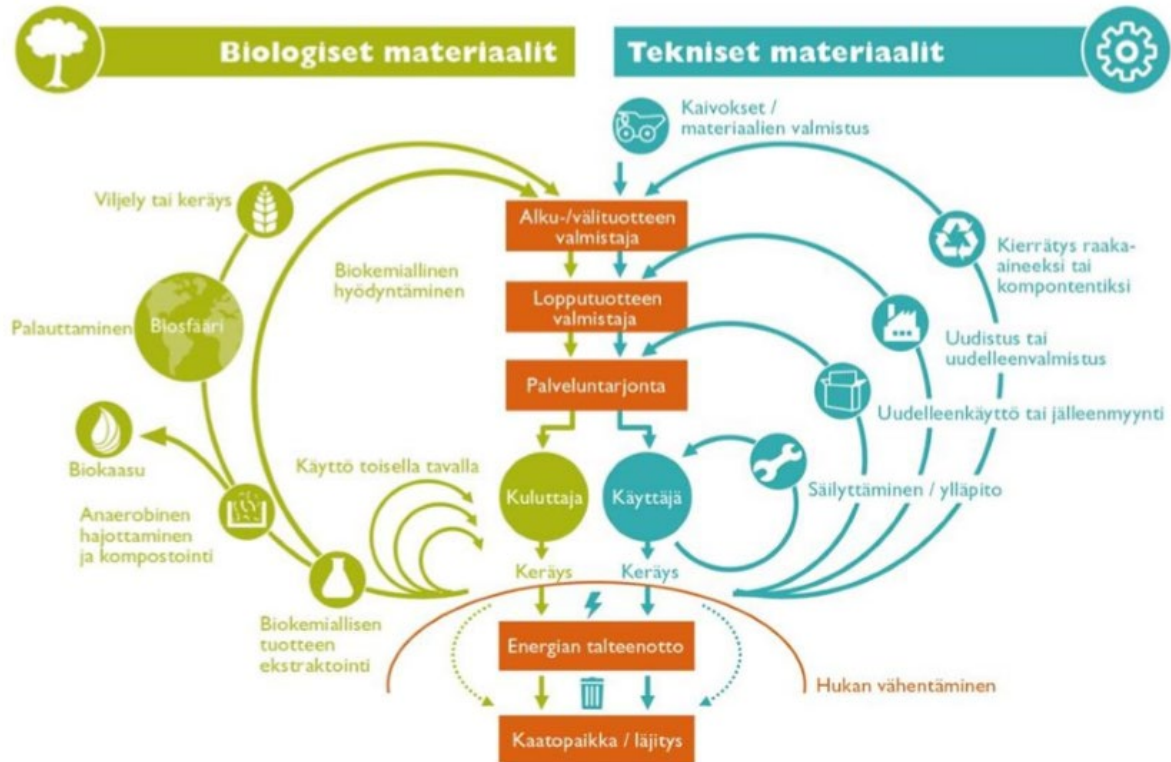 Biologiset materiaalit
Tekniset materiaalit
Kaivokset /
materiaalien valmistus
Viljely tai keräys
Alku-/välituotteen
valmistaja
Kierrätys raaka-
aineeksi tai
kompontentiksi
Biokemiallinen
hyödyntäminen
Lopputuotteen
valmistaja
Palauttaminen
Biosfääri
Uudistus tai
uudelleenvalmistus
Palveluntarjonta
Uudelleenkäyttö tai jälleenmyynti
Biokaasu
Käyttö toisella tavalla
Kuluttaja
Käyttäjä
Säilyttäminen / ylläpito
Anaerobinen
hajottaminen
ja kompostointi
Keräys
Keräys
Biokemiallisen
tuotteen
ekstraktointi
Energian talteenotto
Hukan vähentäminen
Kaatopaikka / läjitys